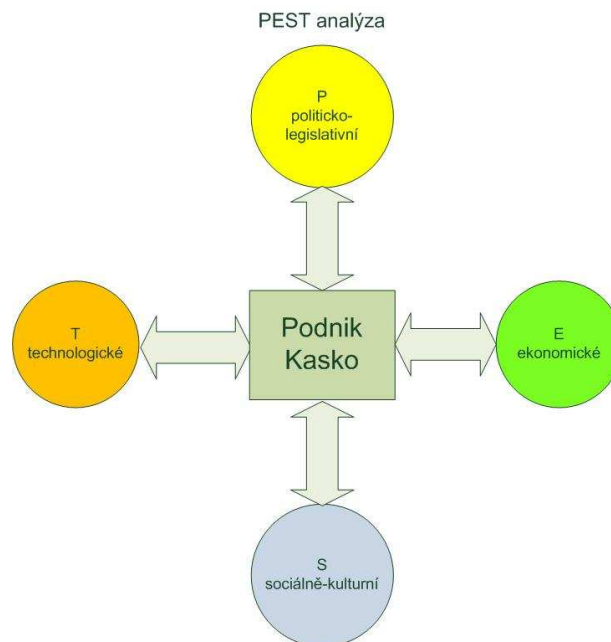 PEST analýza
P
politicko-
legislativní
T
technologické
Podnik
Kasko
E
ekonomické
S
sociálně-kulturní